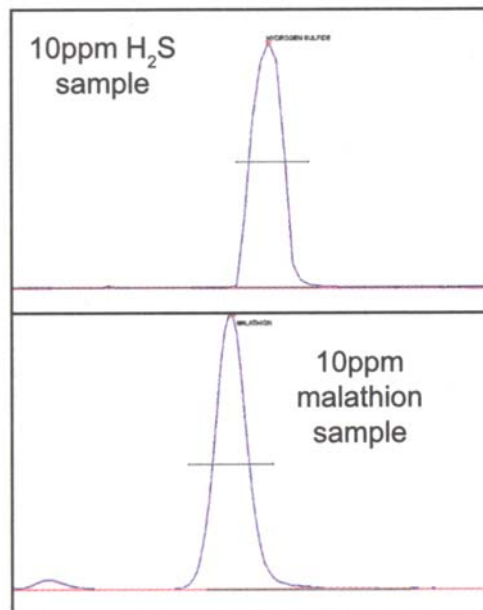 HYDROGEN SULFIDE
10ppm H₂S
sample
MALATHION
10ppm
malathion
sample